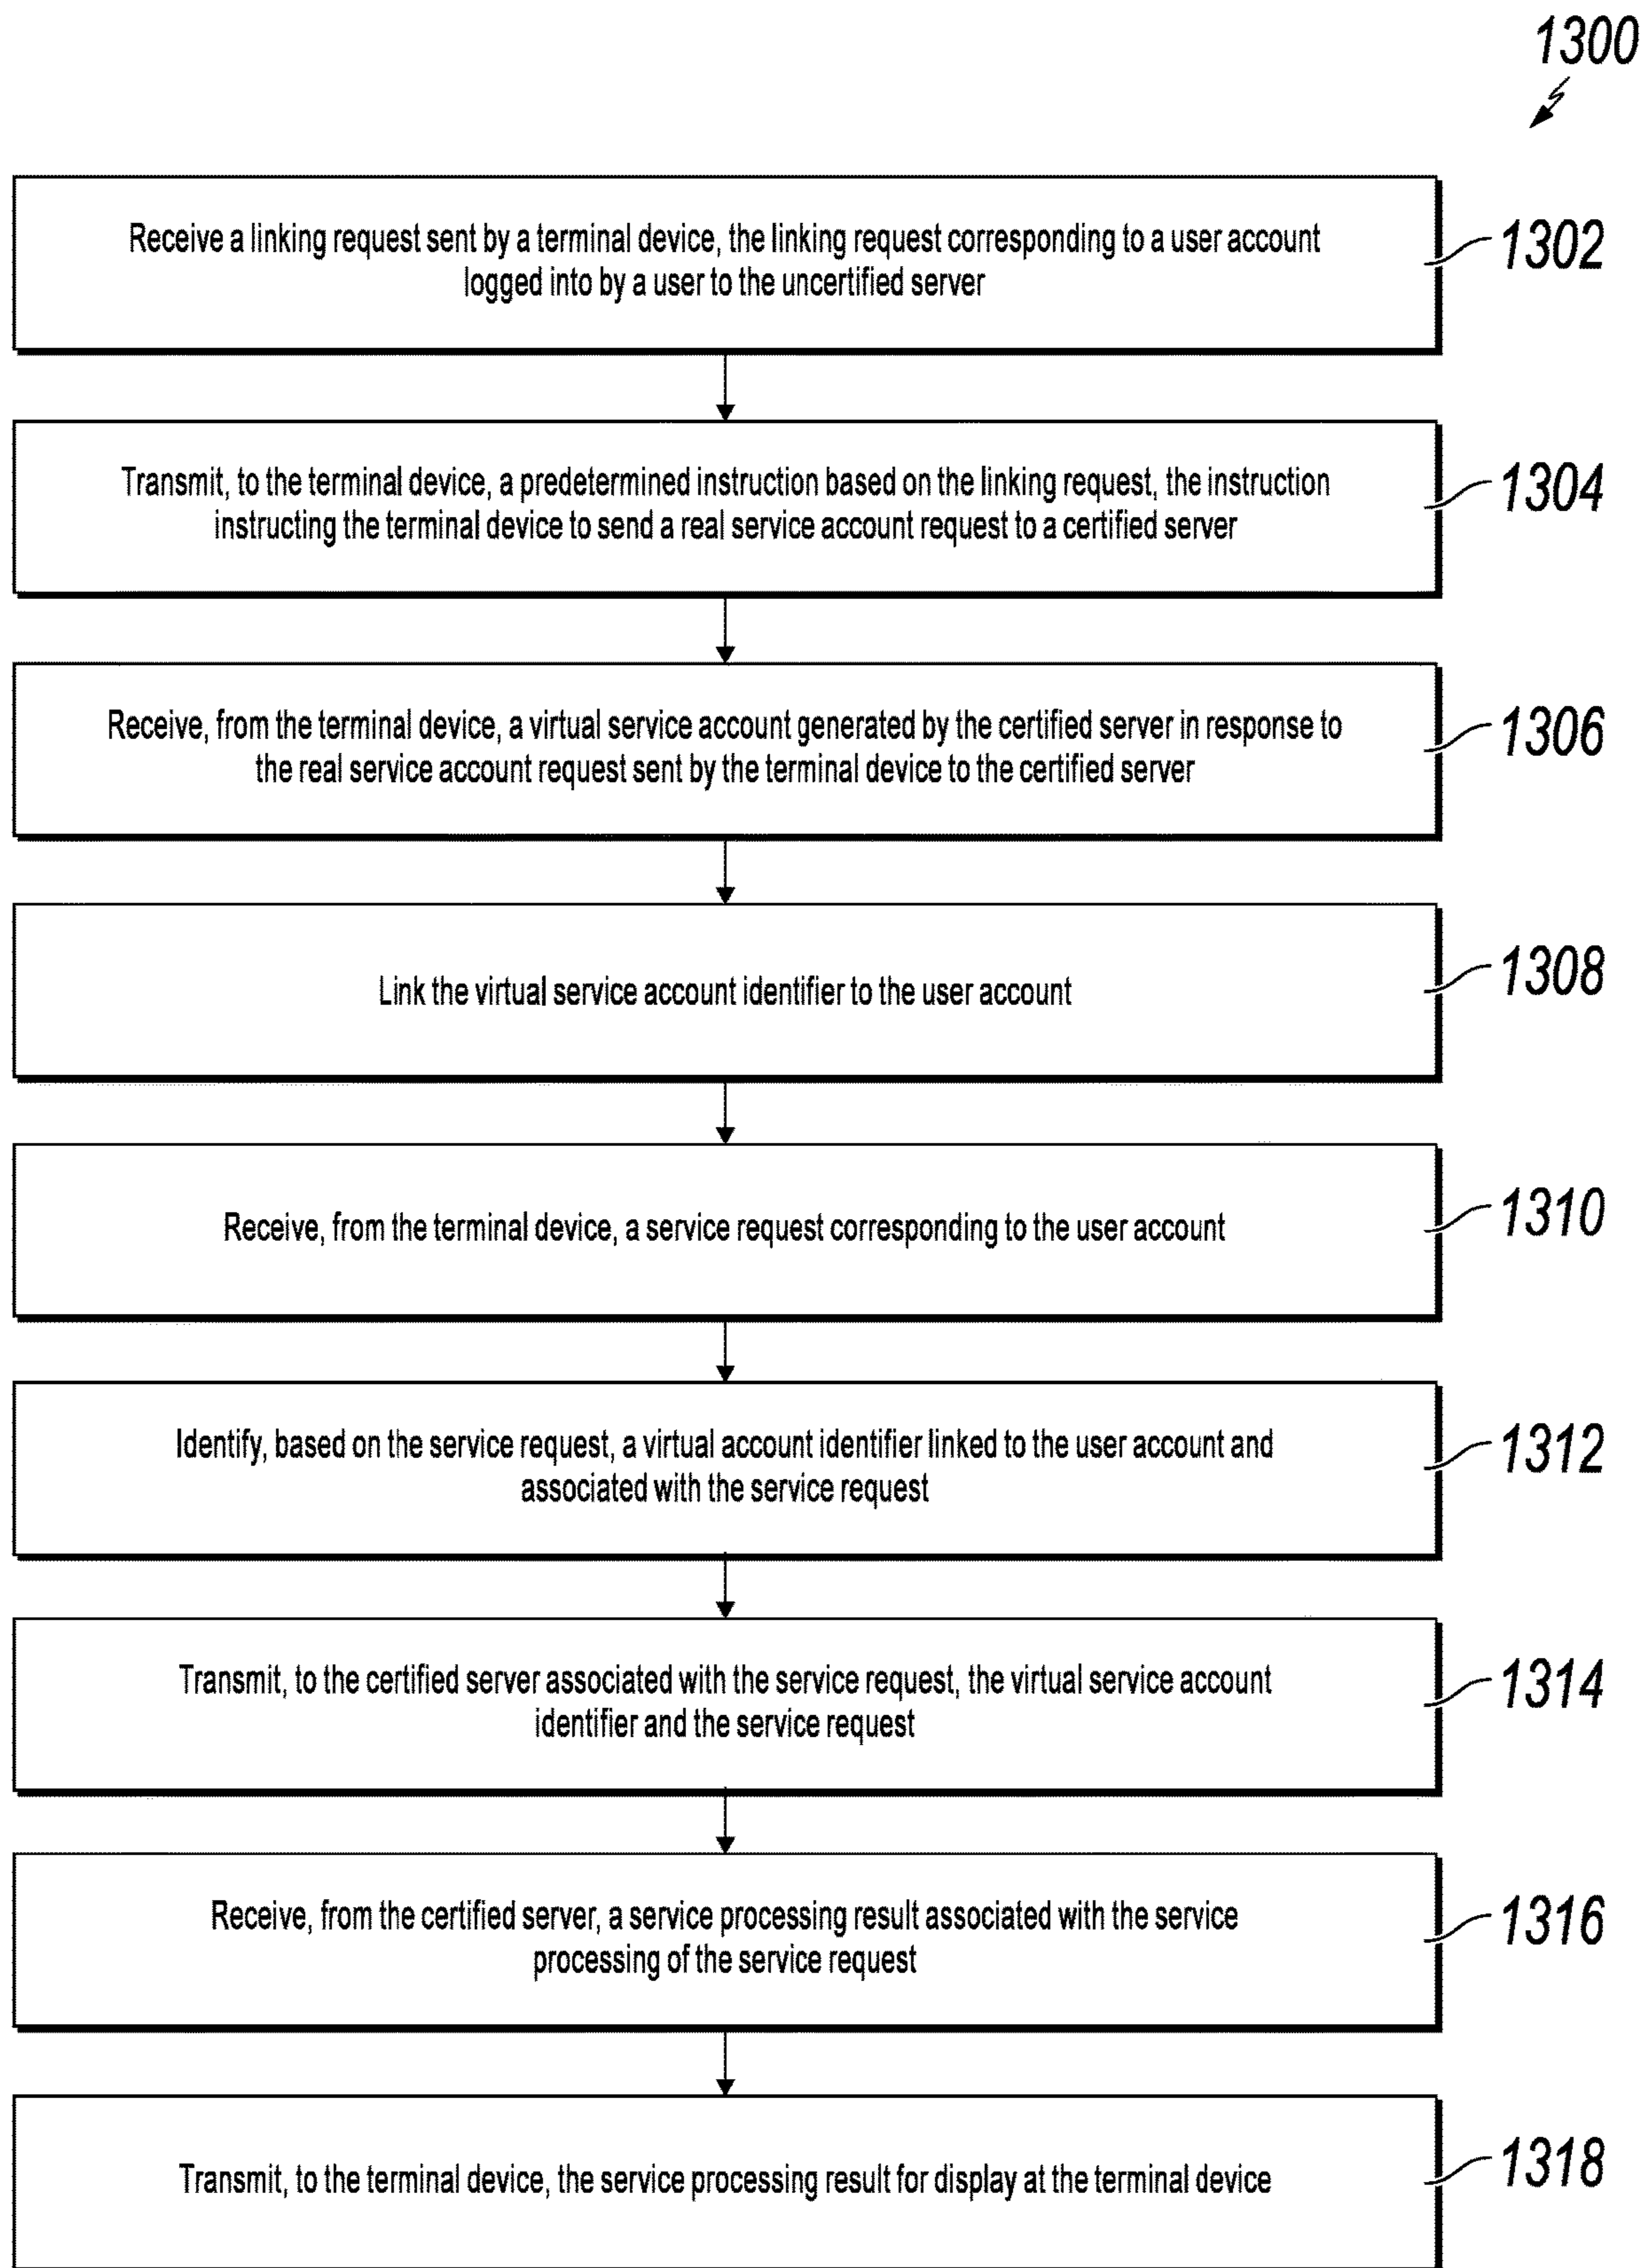 1300
Receive a linking request sent by a terminal device, the linking request corresponding to a user account
logged into by a user to the uncertified server
1302
Transmit, to the terminal device, a predetermined instruction based on the linking request, the instruction
instructing the terminal device to send a real service account request to a certified server
1304
Receive, from the terminal device, a virtual service account generated by the certified server in response to
the real service account request sent by the terminal device to the certified server
1306
Link the virtual service account identifier to the user account
1308
Receive, from the terminal device, a service request corresponding to the user account
1310
Identify, based on the service request, a virtual account identifier linked to the user account and
associated with the service request
1312
Transmit, to the certified server associated with the service request, the virtual service account
identifier and the service request
1314
Receive, from the certified server, a service processing result associated with the service
processing of the service request
1316
Transmit, to the terminal device, the service processing result for display at the terminal device
1318